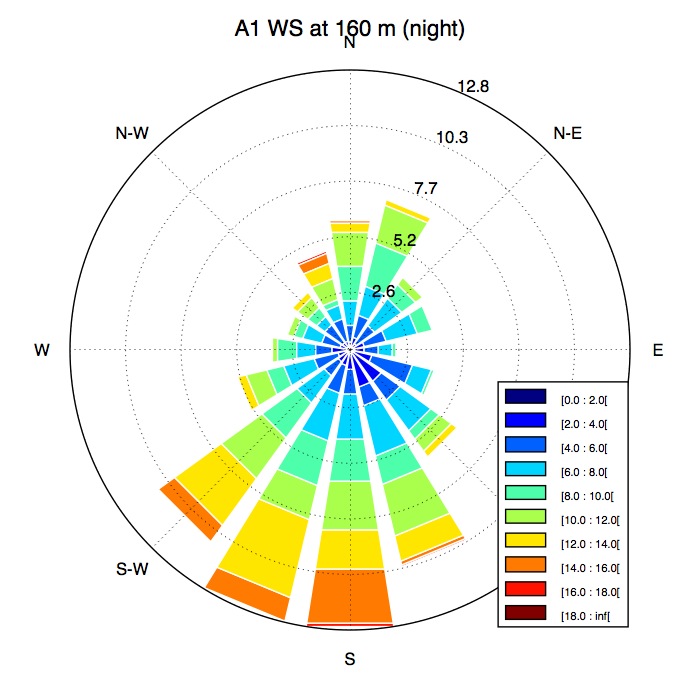 A1 WS at 160 m (night)
N
12.8
N-W
N-E
10.3
7.7
5.2
2.6
W
E
[0.0 : 2.0[
[2.0 : 4.0[
[4.0 : 6.0[
[6.0 : 8.0[
[8.0 : 10.0[
[10.0 : 12.0[
[12.0 : 14.0[
[14.0 : 16.0[
[16.0 : 18.0[
[18.0 : inf[
S-W
S